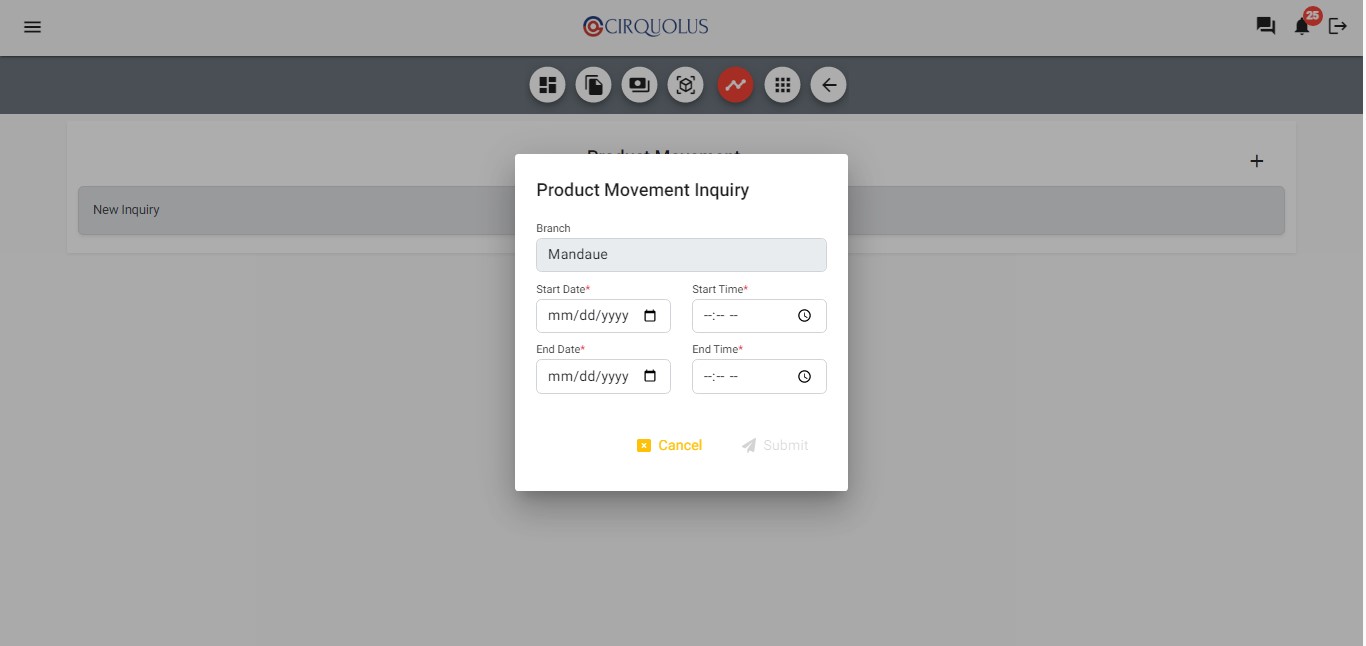 CIRQUOLUS
25
Product Movement
New Inquiry
Product Movement Inquiry
Branch
Mandaue
Start Date*
Start Time*
mm/dd/yyyy
--:-- --
End Date*
End Time*
mm/dd/yyyy
--:-- --
Cancel
Submit